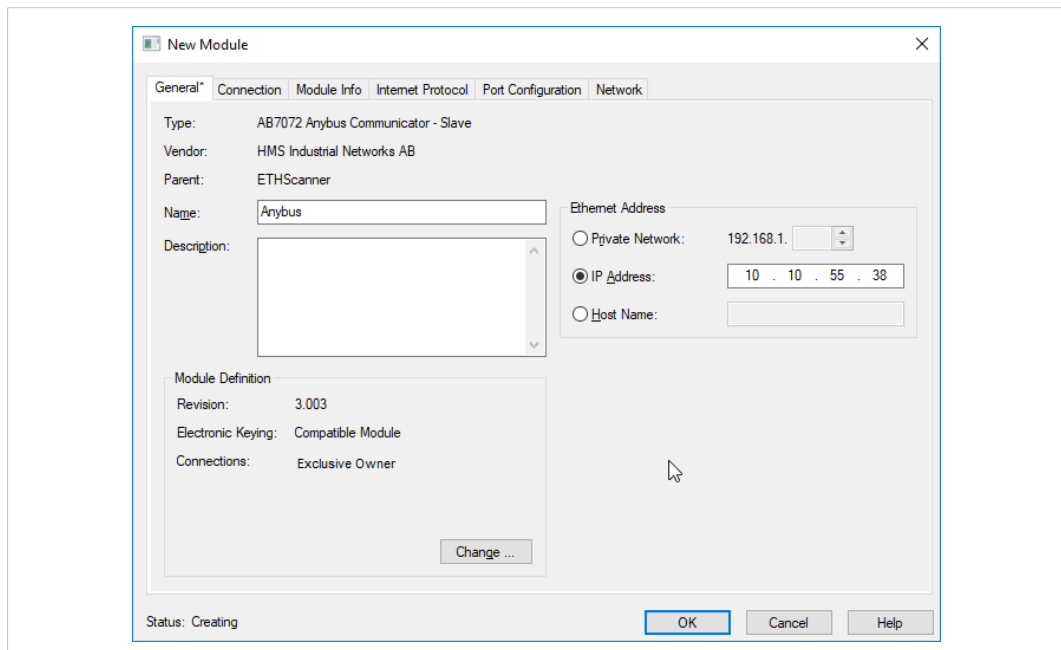 New Module
General* Connection Module Info Internet Protocol Port Configuration Network
Type: AB7072 Anybus Communicator - Slave
Vendor: HMS Industrial Networks AB
Parent: ETHScanner
Name: Anybus
Description:
Ethernet Address
Private Network: 192.168.1.
IP Address: 10 . 10 . 55 . 38
Host Name:
Module Definition
Revision: 3.003
Electronic Keying: Compatible Module
Connections: Exclusive Owner
Change ...
Status: Creating
OK Cancel Help